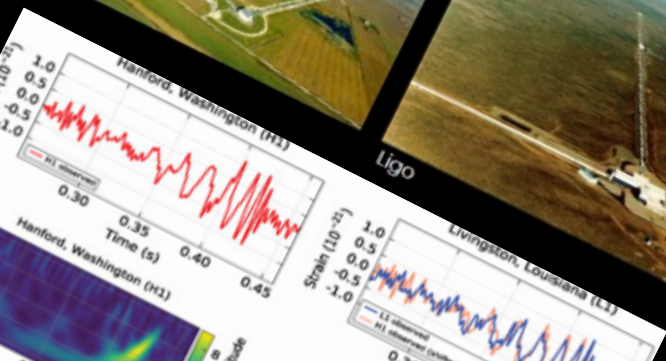 Ligo
Hanford, Washington (H1)
1.0
0.5
0.0
-0.5
-1.0
H1 observed
0.30
0.35
0.40
0.45
Time (s)
Hanford, Washington (H1)
Livingston, Louisiana (L1)
Strain (10⁻²¹)
1.0
0.5
0.0
-0.5
-1.0
L1 observed
H1 observed